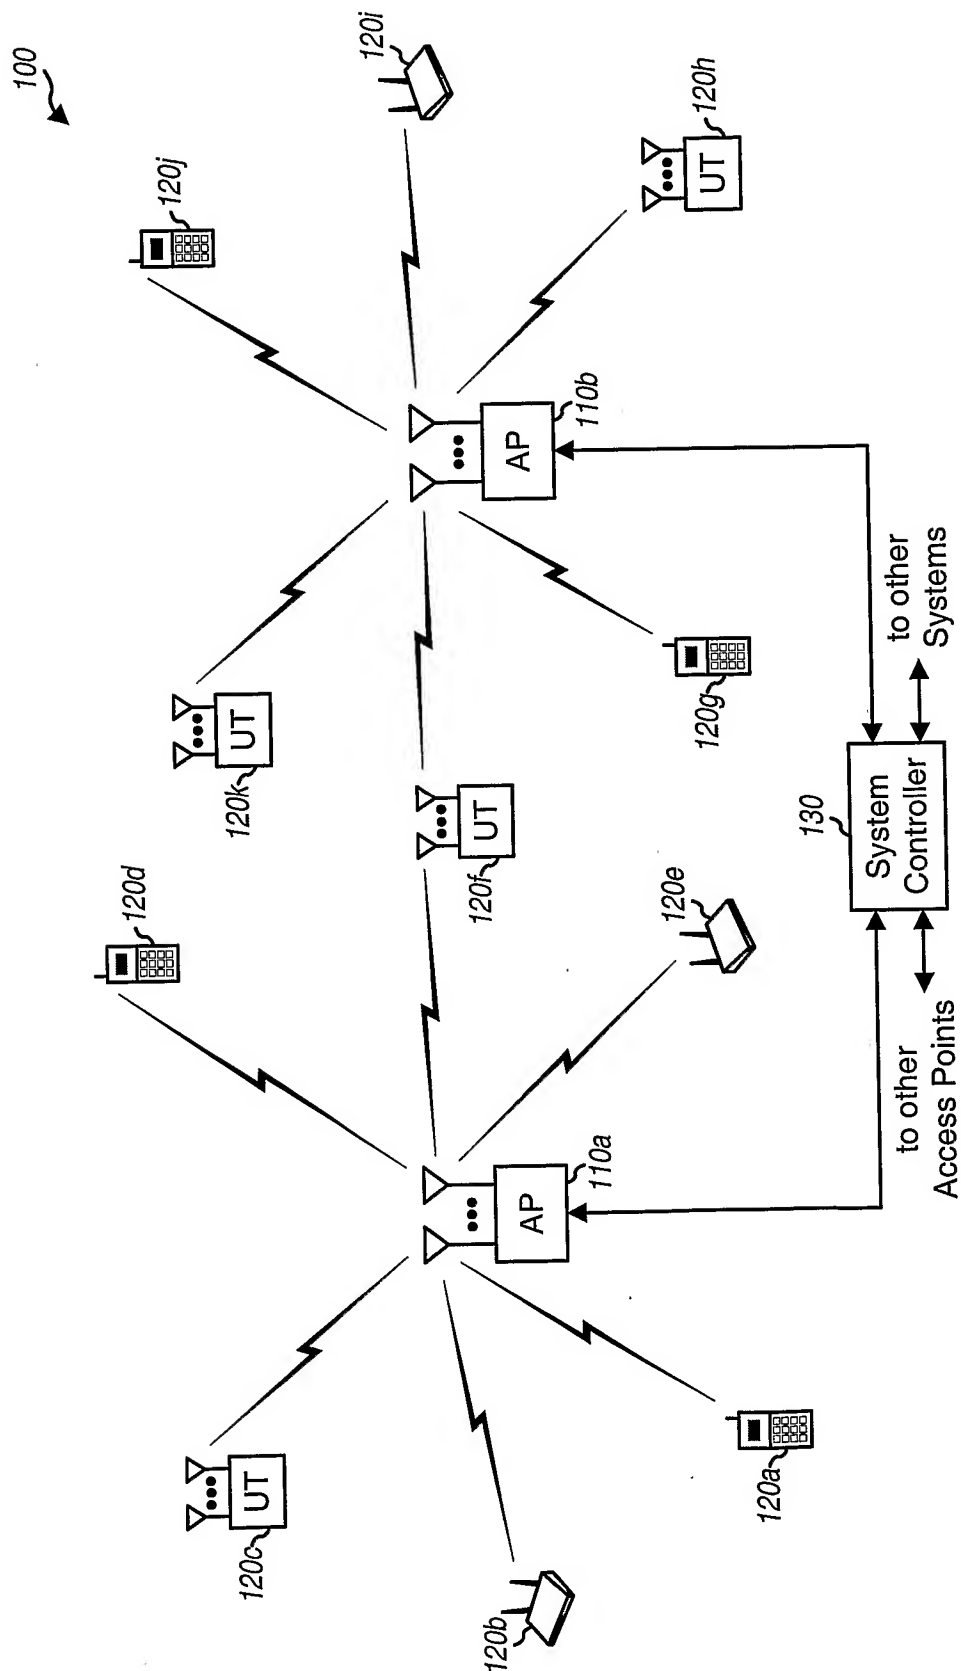 100
120i
120j
120h
UT
110b
AP
120k
UT
120g
120f
UT
120d
120e
110a
AP
120c
UT
120b
120a
130
System
Controller
to other
Systems
to other
Access Points